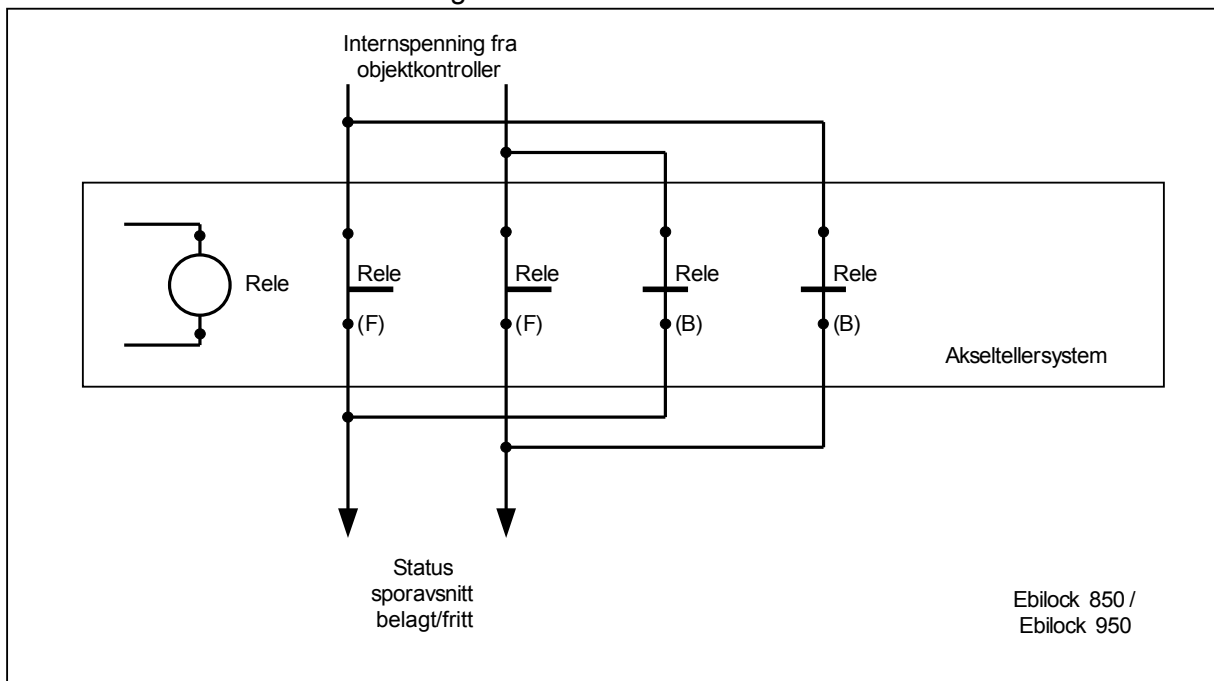 Internspenning fra
objektkontroller
Rele
Rele
Rele
Rele
Rele
(F)
(F)
(B)
(B)
Akseltellersystem
Status
sporavsnitt
belagt/fritt
Ebilock 850 /
Ebilock 950